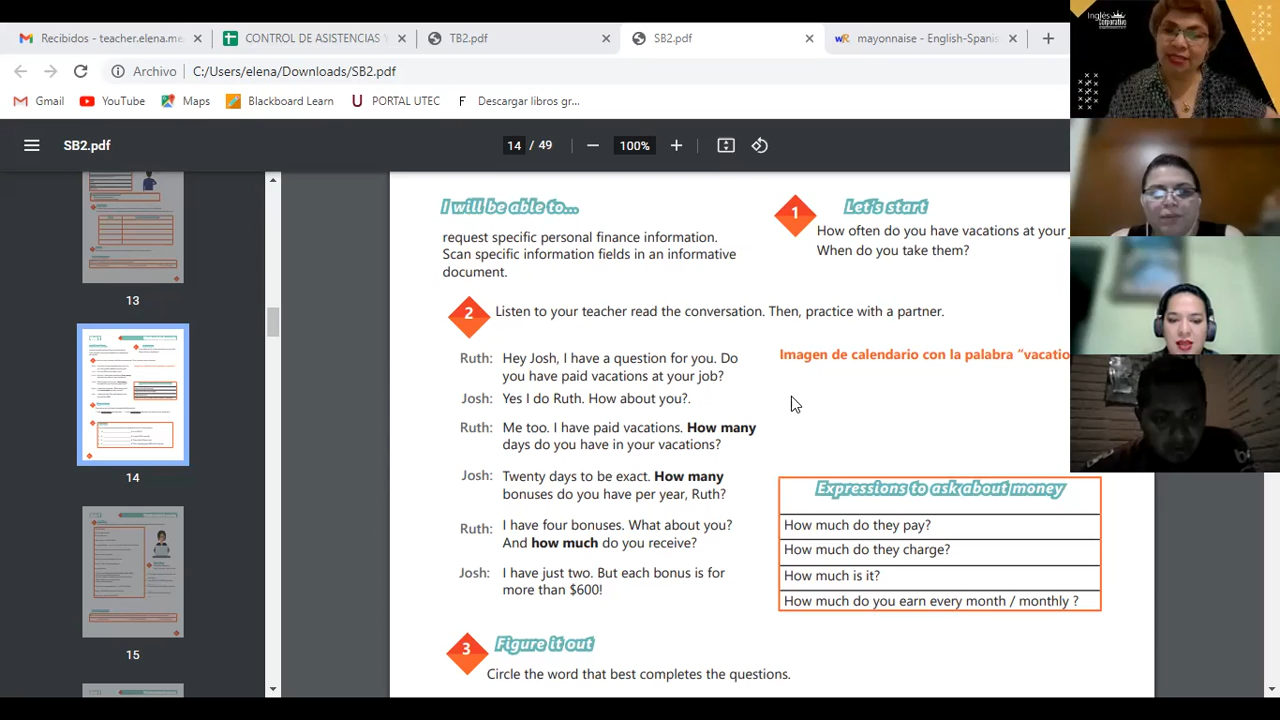 Recibidos - teacher.elena.me
CONTROL DE ASISTENCIAS Y
TB2.pdf
SB2.pdf
mayonnaise - English-Spanis
Archivo
C:/Users/elena/Downloads/SB2.pdf
Gmail
YouTube
Maps
Blackboard Learn
PORTAL UTEC
Descargar libros gr...
SB2.pdf
14 / 49
100%
Inglés
Corporativo
13
14
15
I will be able to...
request specific personal finance information.
Scan specific information fields in an informative
document.
1
Let's start
How often do you have vacations at your
When do you take them?
2
Listen to your teacher read the conversation. Then, practice with a partner.
Imagen de calendario con la palabra "vacatio
Ruth: Hey Josh, I have a question for you. Do
you have paid vacations at your job?
Josh: Yes I do Ruth. How about you?.
Ruth: Me too. I have paid vacations. How many
days do you have in your vacations?
Josh: Twenty days to be exact. How many
bonuses do you have per year, Ruth?
Ruth: I have four bonuses. What about you?
And how much do you receive?
Josh: I have just two. But each bonus is for
more than $600!
Expressions to ask about money
How much do they pay?
How much do they charge?
How much is it?
How much do you earn every month / monthly ?
3
Figure it out
Circle the word that best completes the questions.